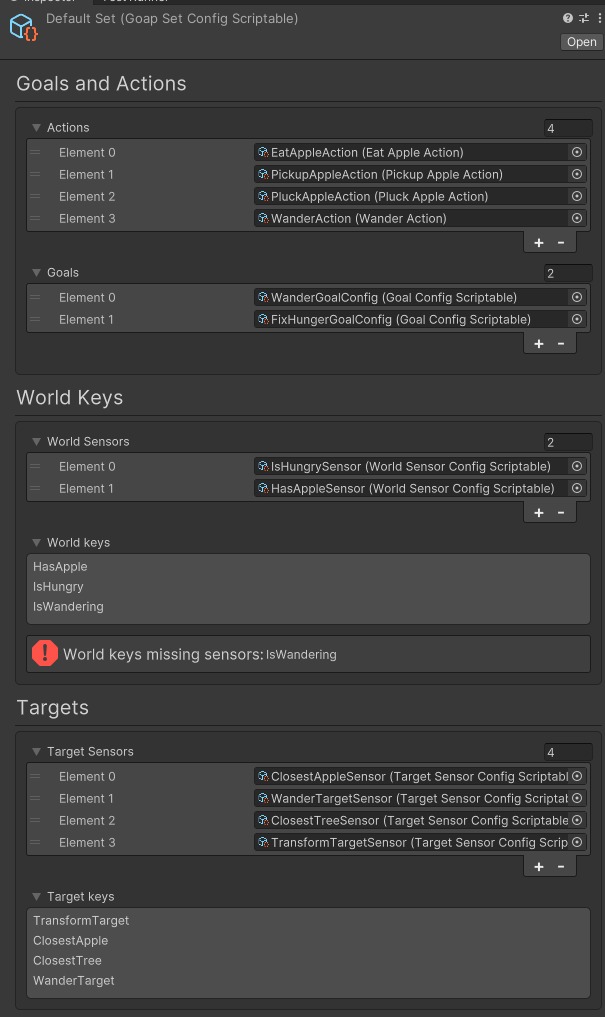 Default Set (Goap Set Config Scriptable)
Open
Goals and Actions
Actions 4
Element 0 EatAppleAction (Eat Apple Action)
Element 1 PickupAppleAction (Pickup Apple Action)
Element 2 PluckAppleAction (Pluck Apple Action)
Element 3 WanderAction (Wander Action)
+ -
Goals 2
Element 0 WanderGoalConfig (Goal Config Scriptable)
Element 1 FixHungerGoalConfig (Goal Config Scriptable)
+ -
World Keys
World Sensors 2
Element 0 IsHungrySensor (World Sensor Config Scriptable)
Element 1 HasAppleSensor (World Sensor Config Scriptable)
+ -
World keys
HasApple
IsHungry
IsWandering
World keys missing sensors: IsWandering
Targets
Target Sensors 4
Element 0 ClosestAppleSensor (Target Sensor Config Scriptabl
Element 1 WanderTargetSensor (Target Sensor Config Scriptab
Element 2 ClosestTreeSensor (Target Sensor Config Scriptable
Element 3 TransformTargetSensor (Target Sensor Config Scrip
+ -
Target keys
TransformTarget
ClosestApple
ClosestTree
WanderTarget